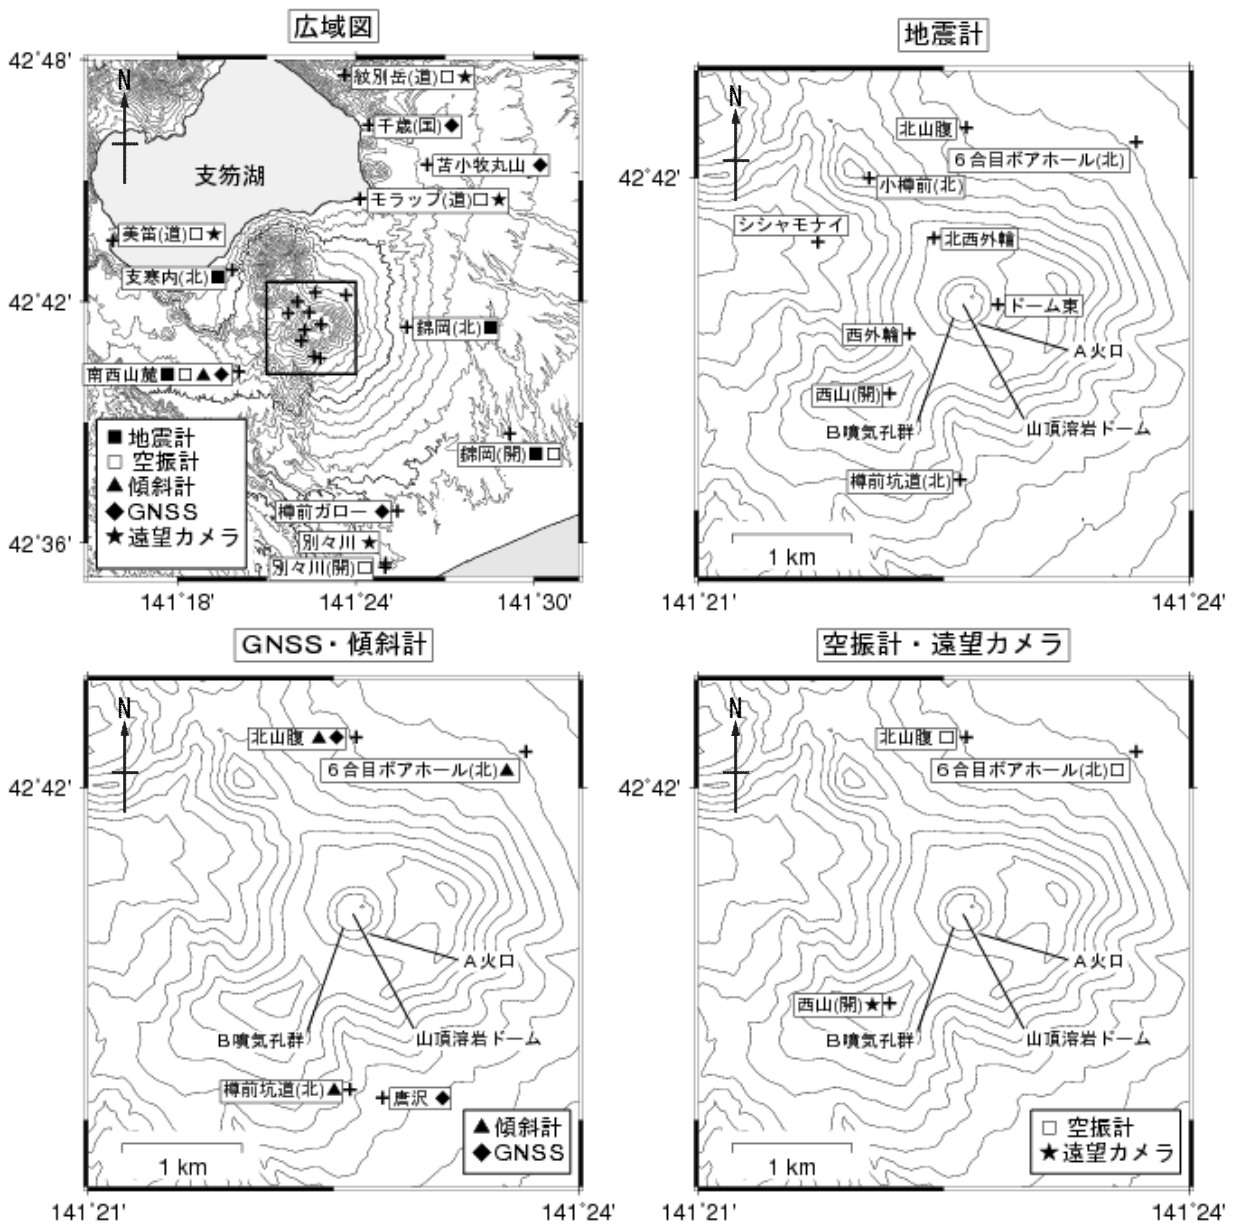 広域図
42˚48'
N
紋別岳(道)□★
千歳(国)◆
苫小牧丸山 ◆
支笏湖
モラップ(道)□★
美笛(道)□★
支寒内(北)■
42˚42'
錦岡(北)■
南西山麓■□▲◆
■ 地震計
□ 空振計
▲ 傾斜計
◆ GNSS
★ 遠望カメラ
錦岡(開)■□
樽前ガロー ◆
別々川 ★
別々川(開)□
42˚36'
141˚18'
141˚24'
141˚30'
地震計
N
北山腹
6合目ボアホール(北)
42˚42'
小樽前(北)
シシャモナイ
北西外輪
ドーム東
西外輪
A火口
西山(開)
B噴気孔群
山頂溶岩ドーム
樽前坑道(北)
1 km
141˚21'
141˚24'
GNSS・傾斜計
N
北山腹 ▲◆
6合目ボアホール(北)▲
42˚42'
A火口
B噴気孔群
山頂溶岩ドーム
樽前坑道(北)▲
唐沢 ◆
▲傾斜計
◆GNSS
1 km
141˚21'
141˚24'
空振計・遠望カメラ
N
北山腹 □
6合目ボアホール(北)□
42˚42'
A火口
西山(開)★
B噴気孔群
山頂溶岩ドーム
□ 空振計
★遠望カメラ
1 km
141˚21'
141˚24'